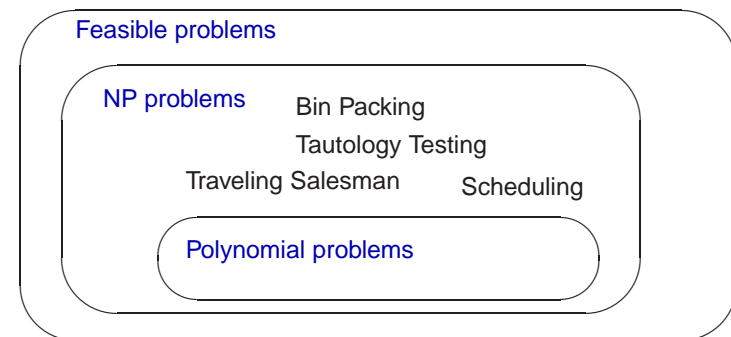 Feasible problems
NP problems
Bin Packing
Tautology Testing
Traveling Salesman
Scheduling
Polynomial problems